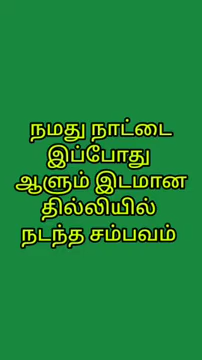 நமது நாட்டை
இப்போது
ஆளும் இடமான
தில்லியில்
நடந்த சம்பவம்